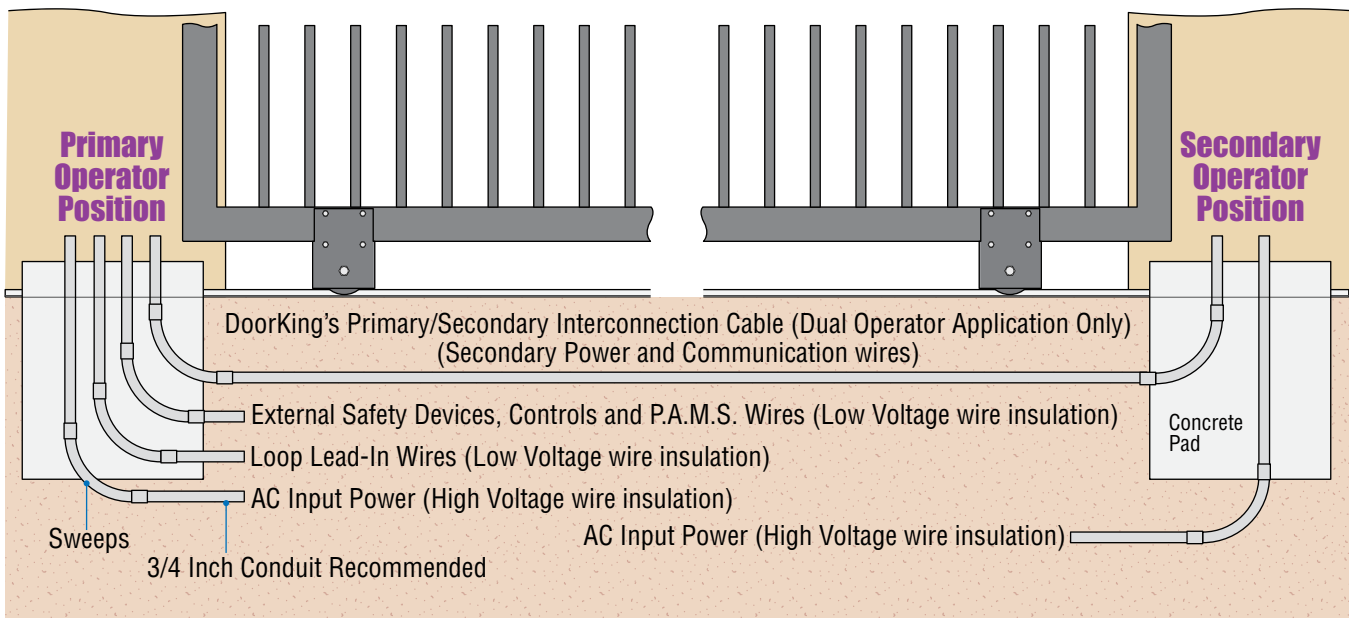 Primary
Operator
Position
Secondary
Operator
Position
DoorKing's Primary/Secondary Interconnection Cable (Dual Operator Application Only)
(Secondary Power and Communication wires)
External Safety Devices, Controls and P.A.M.S. Wires (Low Voltage wire insulation)
Concrete
Pad
Loop Lead-In Wires (Low Voltage wire insulation)
AC Input Power (High Voltage wire insulation)
Sweeps
AC Input Power (High Voltage wire insulation)
3/4 Inch Conduit Recommended